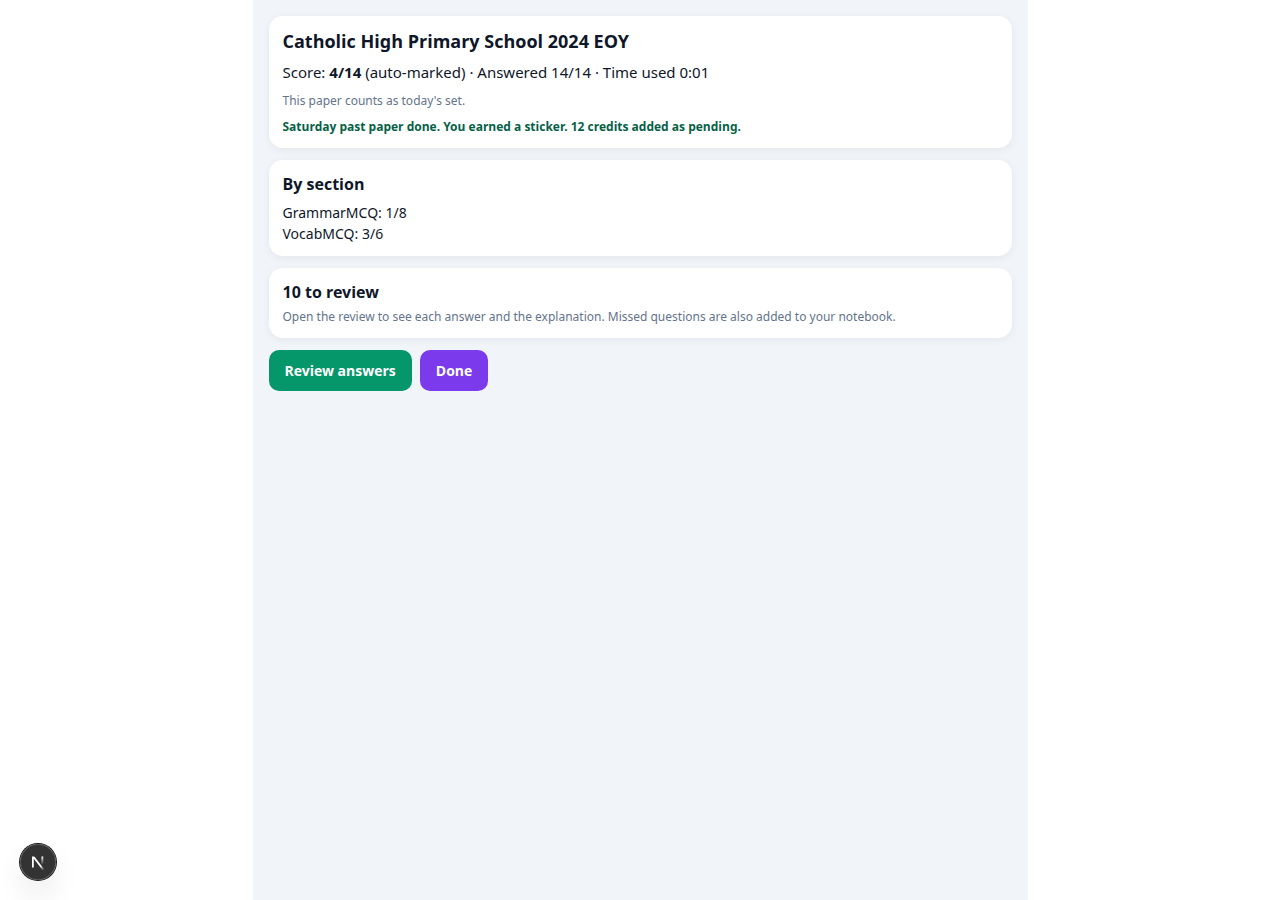 Catholic High Primary School 2024 EOY
Score: 4/14 (auto-marked) · Answered 14/14 · Time used 0:01
This paper counts as today's set.
Saturday past paper done. You earned a sticker. 12 credits added as pending.
By section
GrammarMCQ: 1/8
VocabMCQ: 3/6
10 to review
Open the review to see each answer and the explanation. Missed questions are also added to your notebook.
Review answers
Done
N